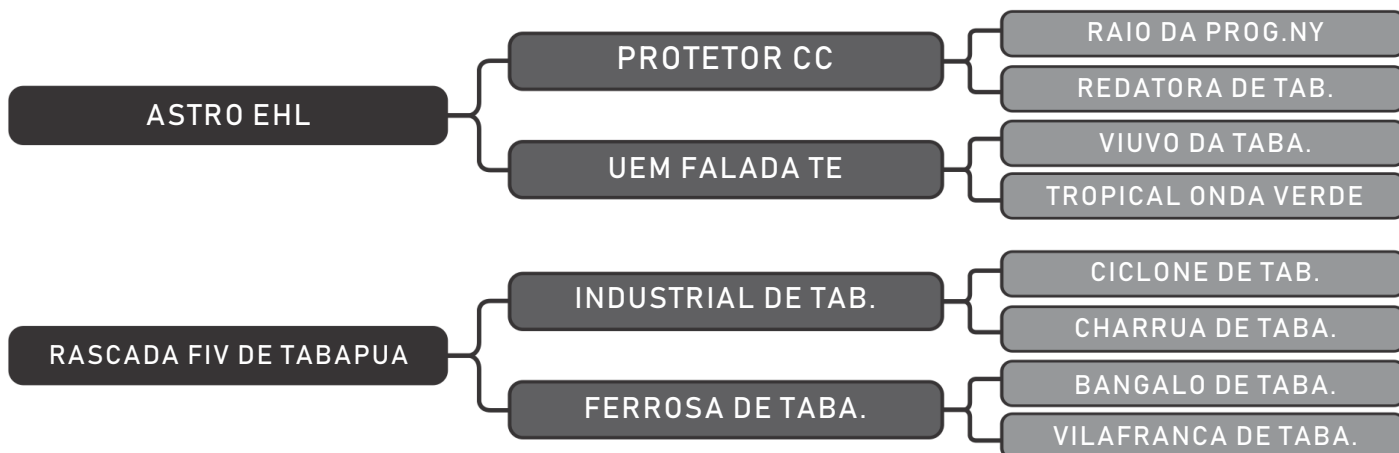 ASTRO EHL
PROTETOR CC
RAIO DA PROG.NY
REDATORA DE TAB.
UEM FALADA TE
VIUVO DA TABA.
TROPICAL ONDA VERDE
RASCADA FIV DE TABAPUA
INDUSTRIAL DE TAB.
CICLONE DE TAB.
CHARRUA DE TABA.
FERROSA DE TABA.
BANGALO DE TABA.
VILAFRANCA DE TABA.